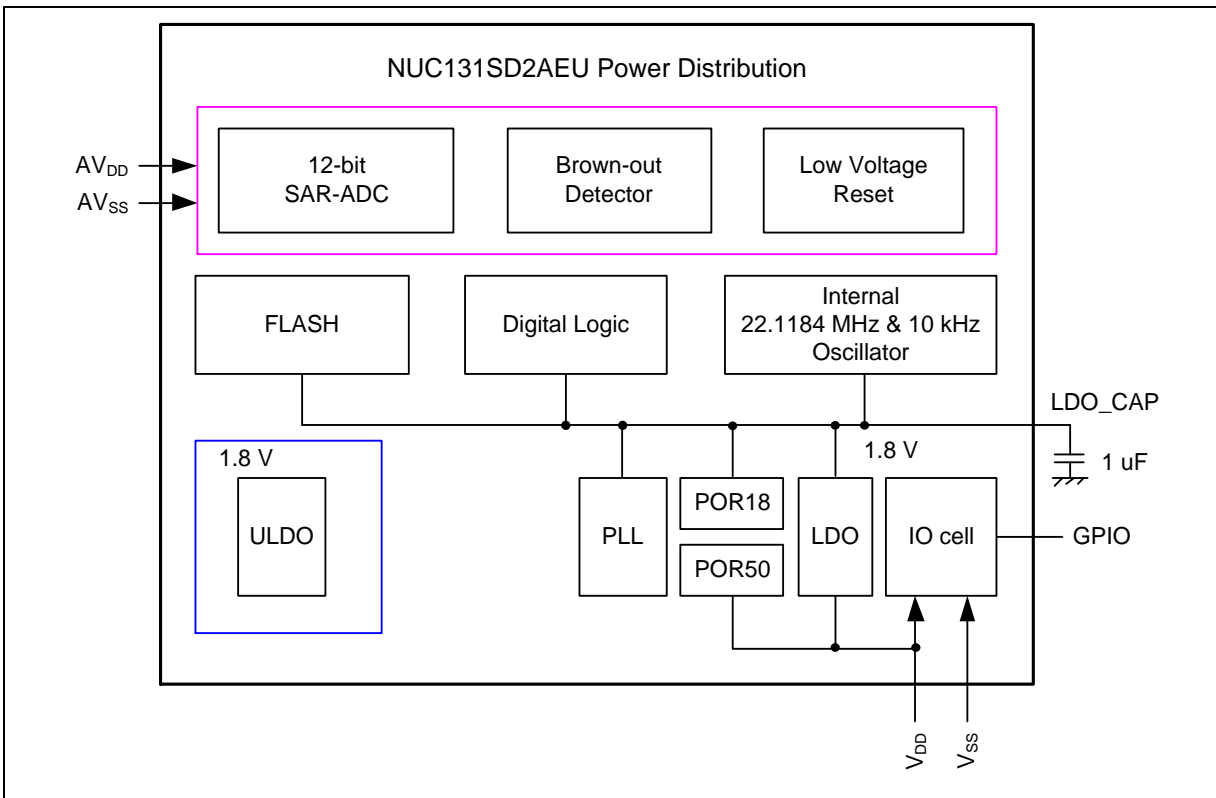 NUC131SD2AEU Power Distribution
AVDD
AVSS
12-bit
SAR-ADC
Brown-out
Detector
Low Voltage
Reset
FLASH
Digital Logic
Internal
22.1184 MHz & 10 kHz
Oscillator
LDO_CAP
1 uF
1.8 V
ULDO
PLL
POR18
POR50
1.8 V
LDO
IO cell
GPIO
VDD
VSS